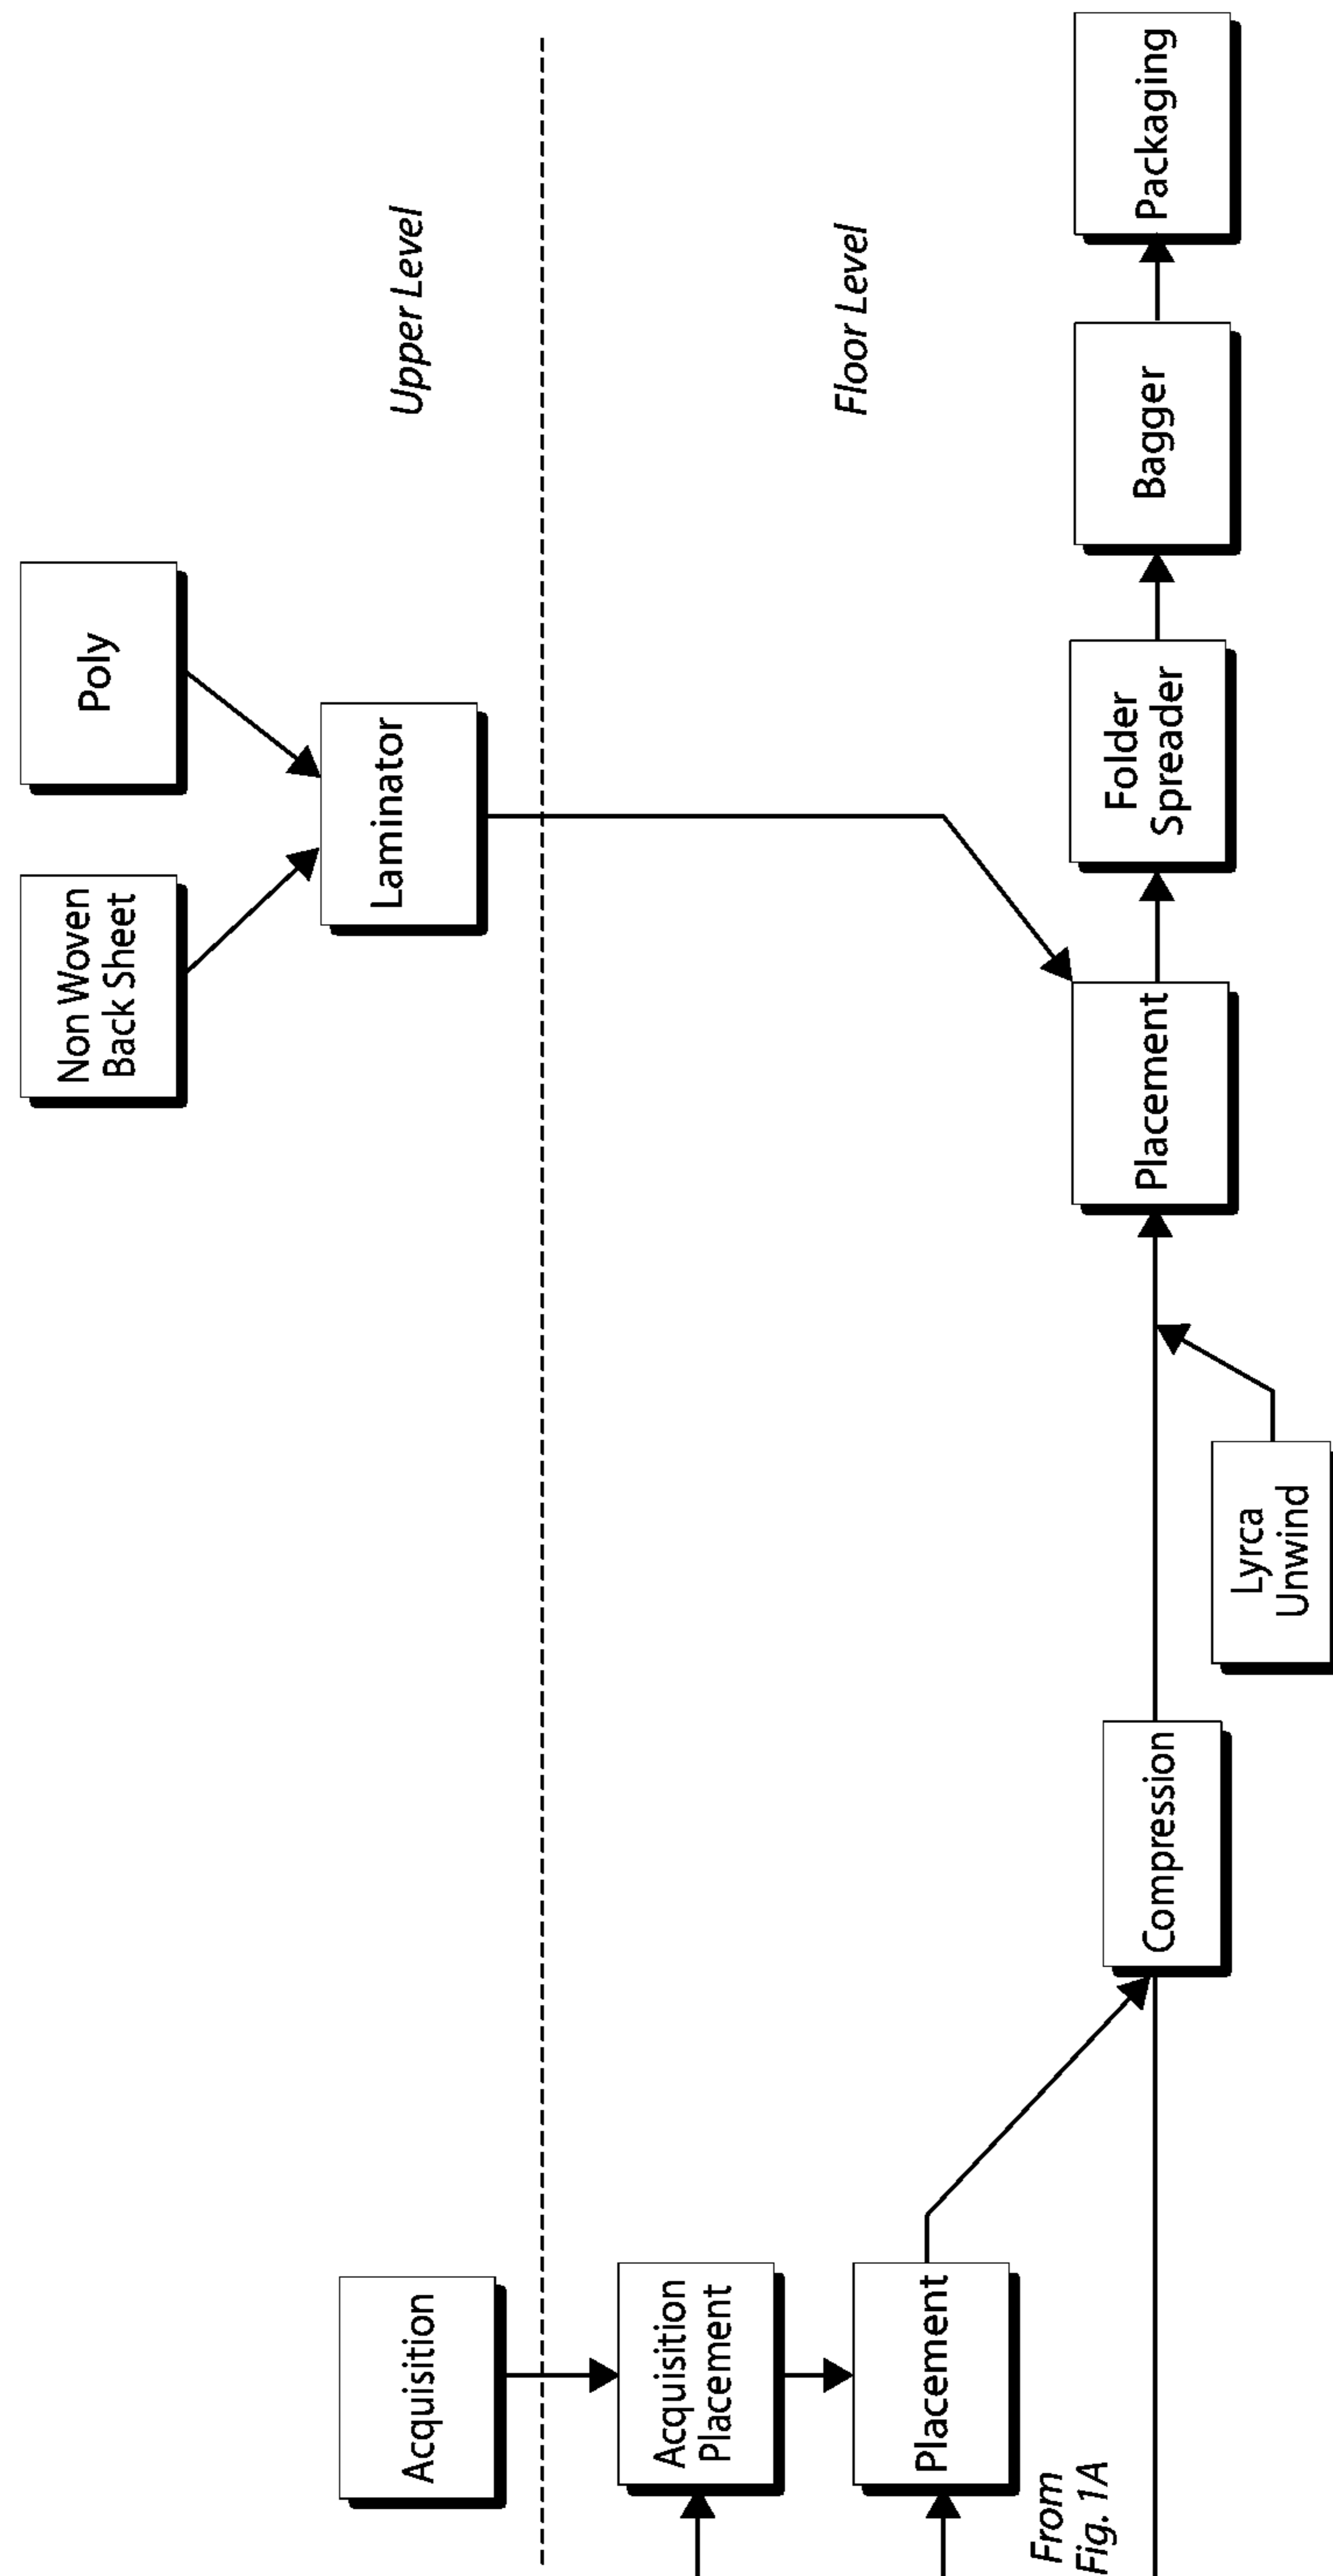 Non Woven
Back Sheet
Poly
Acquisition
Laminator
Upper Level
Acquisition
Placement
Floor Level
Placement
From
Fig. 1A
Compression
Lyrca
Unwind
Placement
Folder
Spreader
Bagger
Packaging